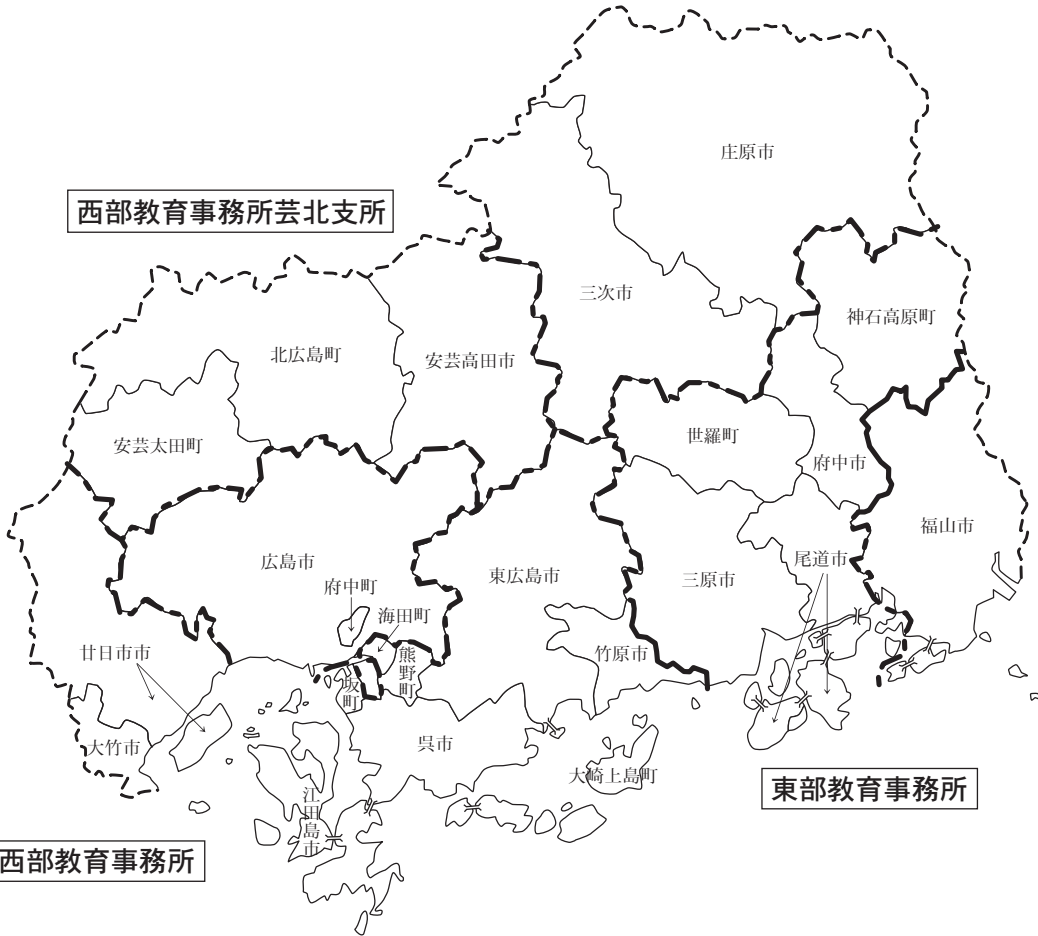 庄原市
西部教育事務所芸北支所
三次市
神石高原町
北広島町
安芸高田市
安芸太田町
世羅町
府中市
福山市
広島市
東広島市
三原市
尾道市
府中町
海田町
熊野町
坂町
竹原市
廿日市市
大竹市
呉市
大崎上島町
江田島市
東部教育事務所
西部教育事務所